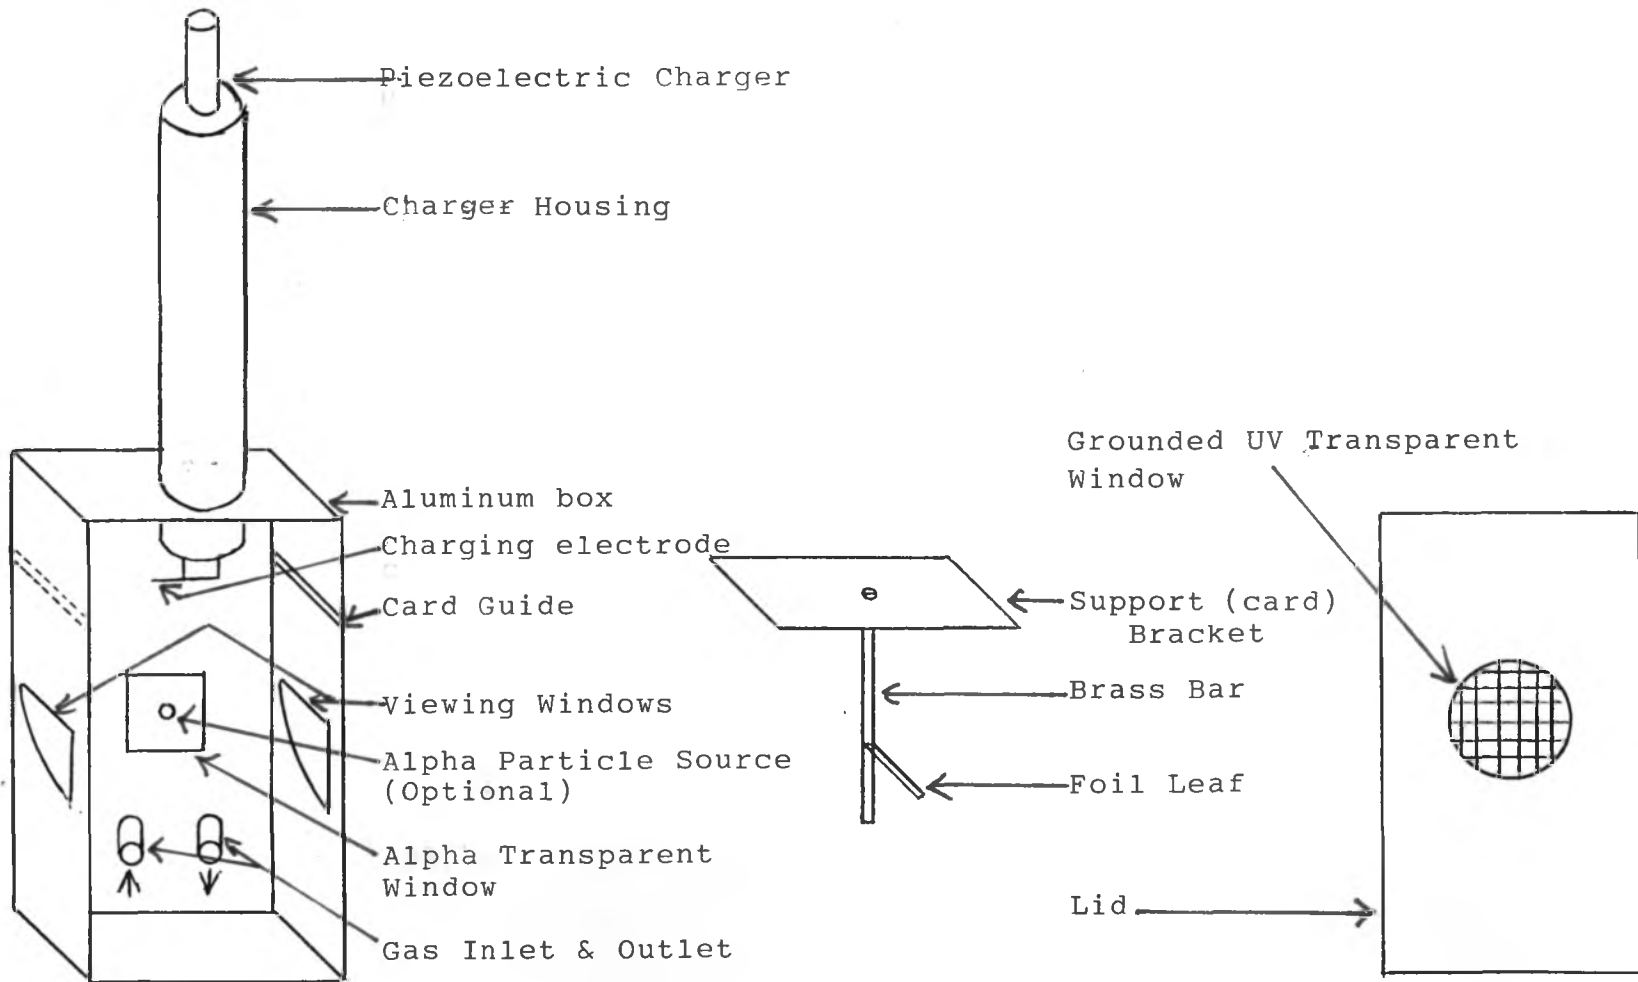 Piezoelectric Charger
Charger Housing
Aluminum box
Charging electrode
Card Guide
Viewing Windows
Alpha Particle Source
(Optional)
Alpha Transparent
Window
Gas Inlet & Outlet
Support (card)
Bracket
Brass Bar
Foil Leaf
Grounded UV Transparent
Window
Lid